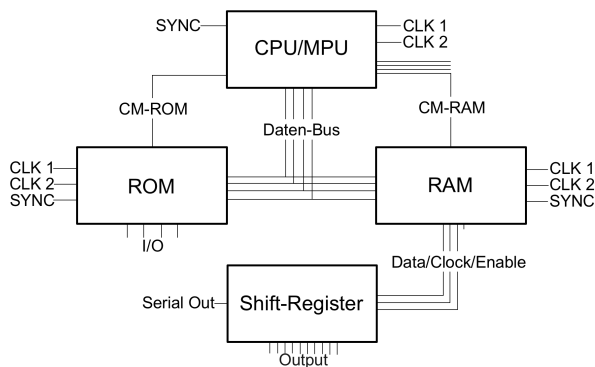 SYNC
CLK 1
CPU/MPU
CLK 2
CM-ROM
CM-RAM
Daten-Bus
CLK 1
ROM
RAM
CLK 1
CLK 2
CLK 2
SYNC
SYNC
I/O
Data/Clock/Enable
Serial Out
Shift-Register
Output